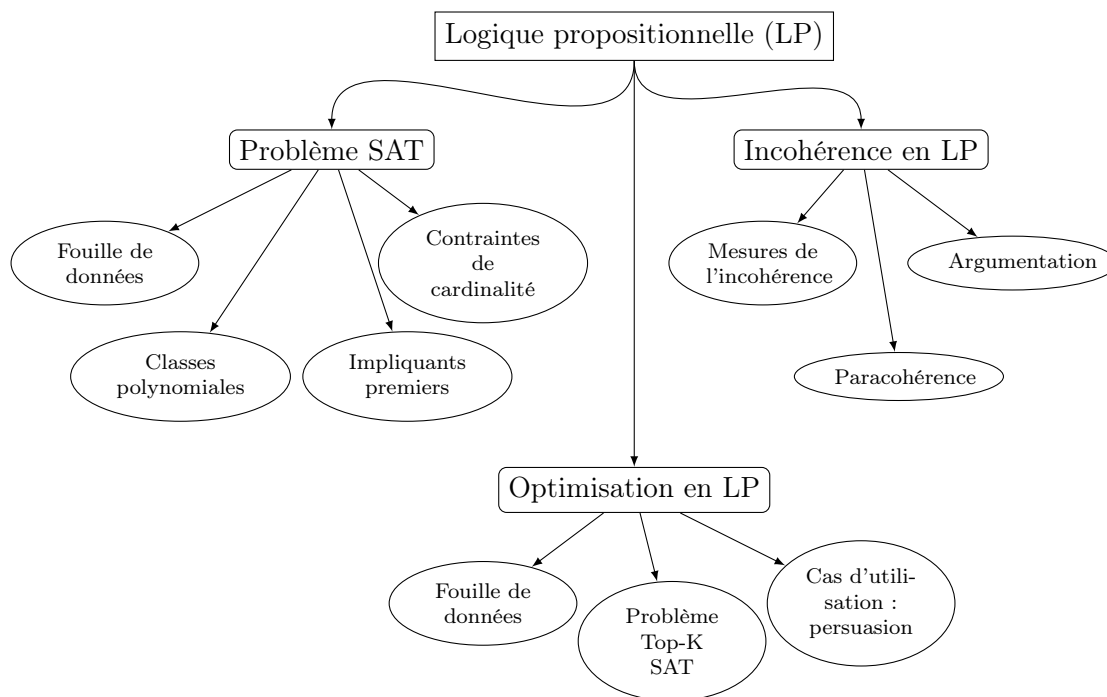 Logique propositionnelle (LP)
Problème SAT
Incohérence en LP
Fouille de
données
Contraintes
de
cardinalité
Mesures de
l'incohérence
Argumentation
Classes
polynomiales
Impliquants
premiers
Paracohérence
Optimisation en LP
Fouille de
données
Problème
Top-K
SAT
Cas d'utili-
sation :
persuasion